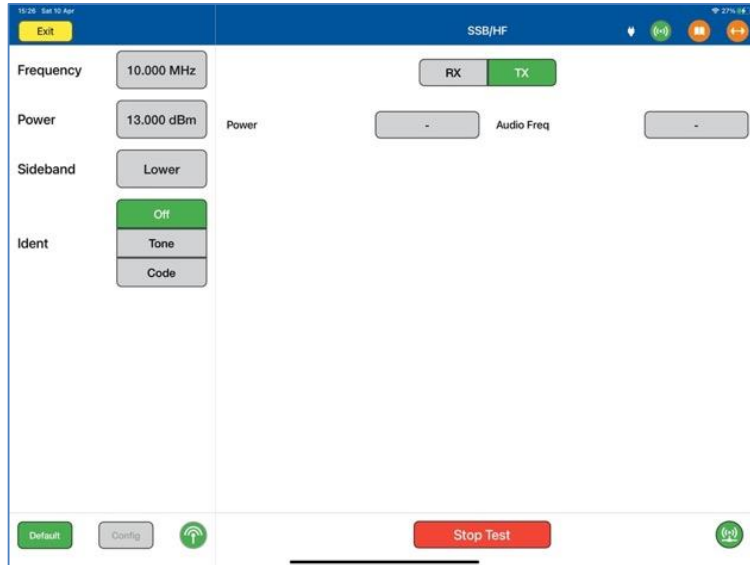 15:26 Sat 10 Apr
27%
Exit
SSB/HF
Frequency
10.000 MHz
RX
TX
Power
13.000 dBm
Power
-
Audio Freq
-
Sideband
Lower
Ident
Off
Tone
Code
Default
Config
Stop Test